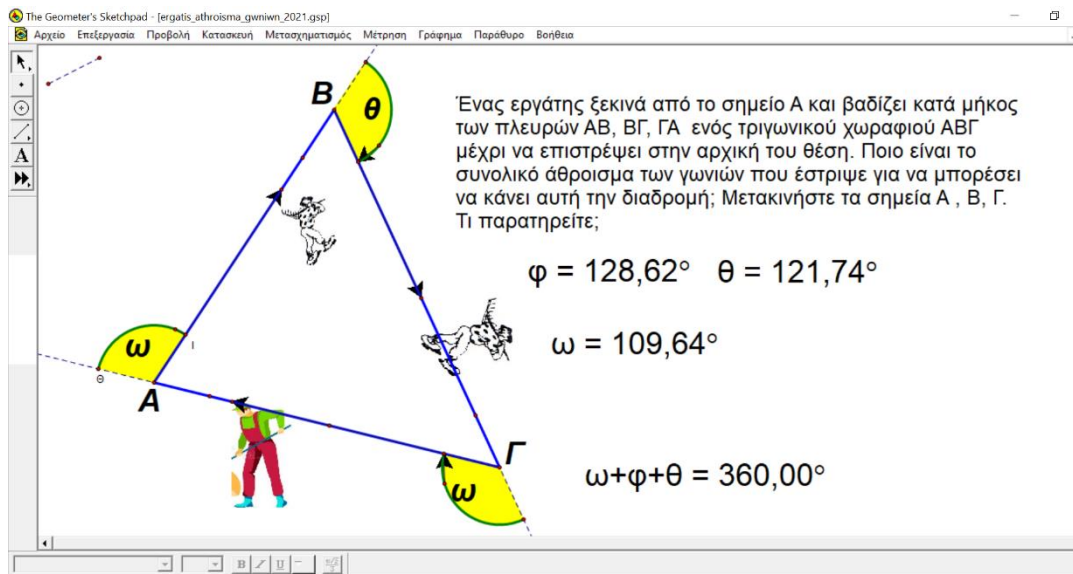 The Geometer's Sketchpad - [ergatis_athroisma_gwniwn_2021.gsp]
Αρχείο Επεξεργασία Προβολή Κατασκευή Μετασχηματισμός Μέτρηση Γράφημα Παράθυρο Βοήθεια
A
B
θ
Ένας εργάτης ξεκινά από το σημείο Α και βαδίζει κατά μήκος
των πλευρών ΑΒ, ΒΓ, ΓΑ ενός τριγωνικού χωραφιού ΑΒΓ
μέχρι να επιστρέψει στην αρχική του θέση. Ποιο είναι το
συνολικό άθροισμα των γωνιών που έστριψε για να μπορέσει
να κάνει αυτή την διαδρομή; Μετακινήστε τα σημεία Α , Β, Γ.
Τι παρατηρείτε;
φ = 128,62° θ = 121,74°
ω = 109,64°
ω
Ι
Θ
Α
Γ
ω
ω+φ+θ = 360,00°
B I U